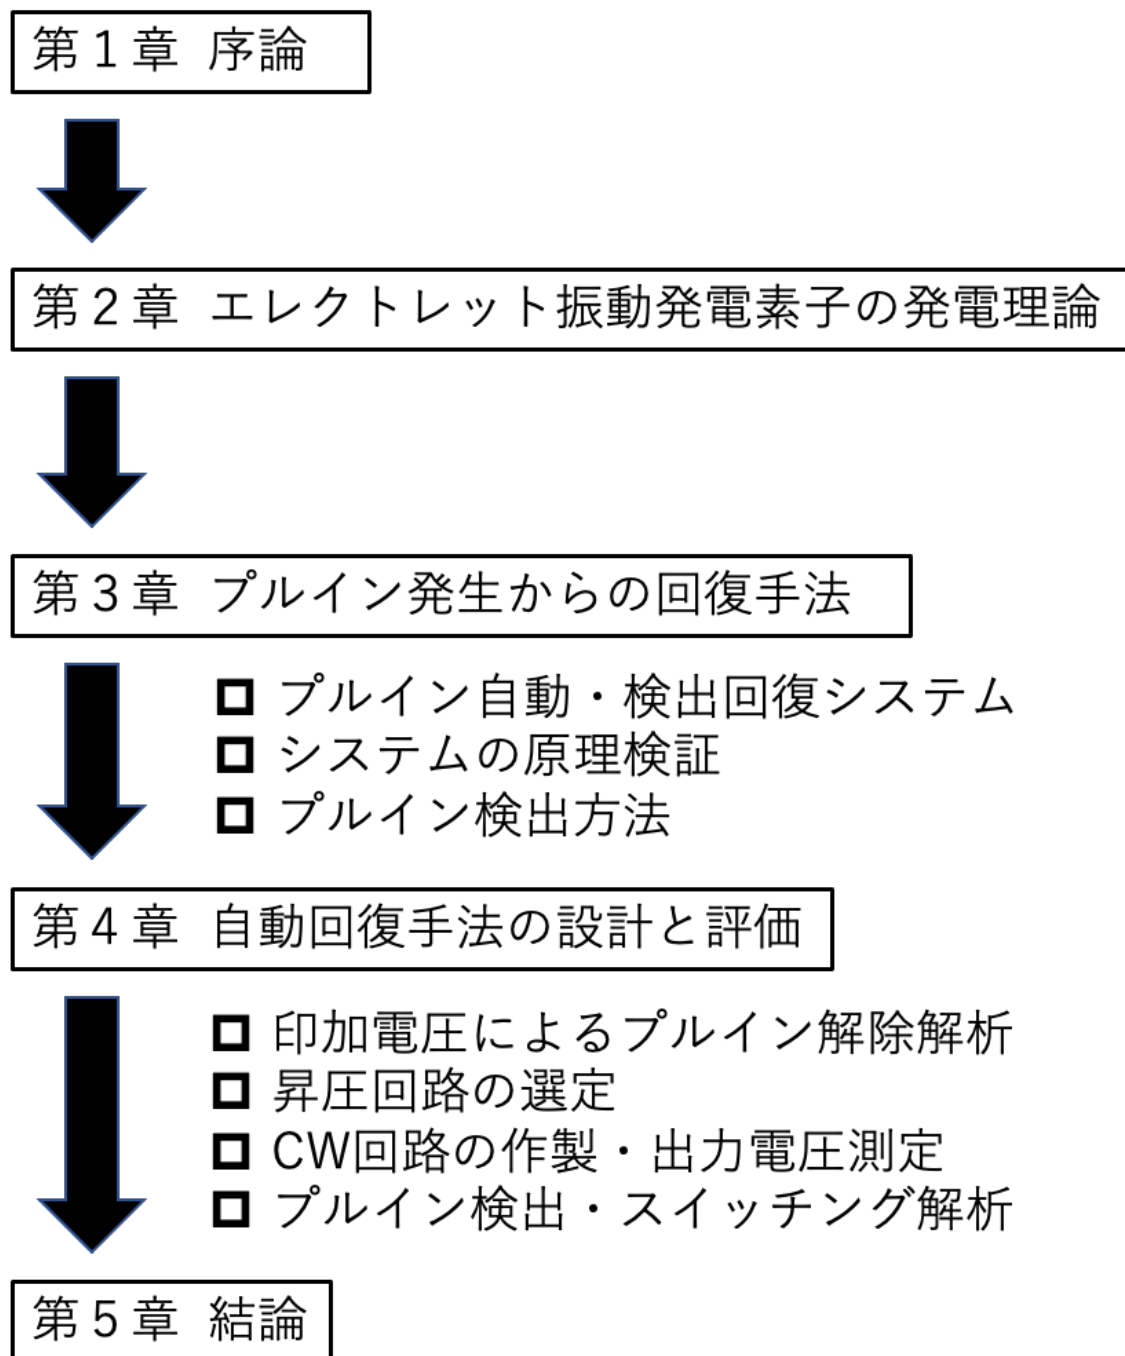 第1章 序論
第2章 エレクトレット振動発電素子の発電理論
第3章 プルイン発生からの回復手法
プルイン自動・検出回復システム
システムの原理検証
プルイン検出方法
第4章 自動回復手法の設計と評価
印加電圧によるプルイン解除解析
昇圧回路の選定
CW回路の作製・出力電圧測定
プルイン検出・スイッチング解析
第5章 結論